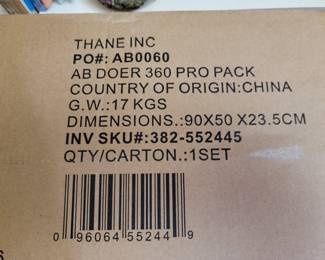 THANE INC
PO#: AB0060
AB DOER 360 PRO PACK
COUNTRY OF ORIGIN:CHINA
G.W.:17 KGS
DIMENSIONS.:90X50 X23.5CM
INV SKU#:382-552445
QTY/CARTON.:1SET
0 96064 55244 9